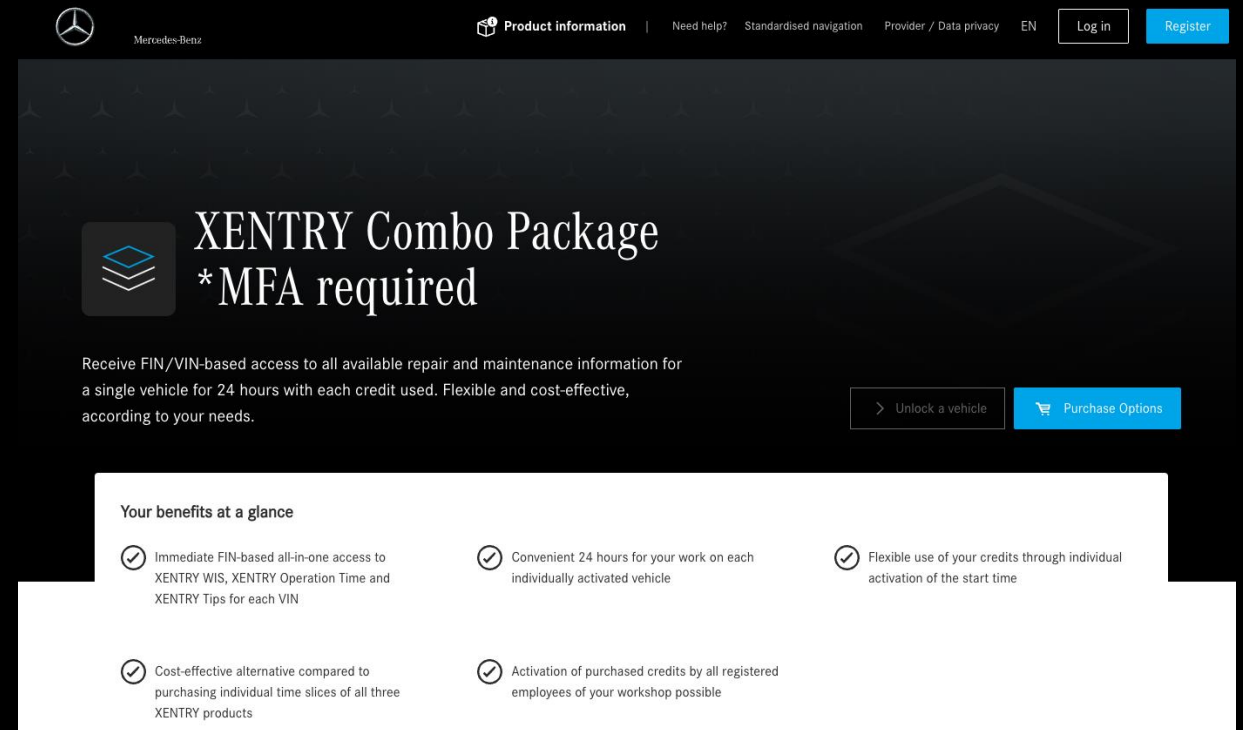 Mercedes-Benz
Product information | Need help? Standardised navigation Provider / Data privacy EN Log in Register
XENTRY Combo Package
*MFA required
Receive FIN/VIN-based access to all available repair and maintenance information for
a single vehicle for 24 hours with each credit used. Flexible and cost-effective,
according to your needs.
Unlock a vehicle
Purchase Options
Your benefits at a glance
Immediate FIN-based all-in-one access to
XENTRY WIS, XENTRY Operation Time and
XENTRY Tips for each VIN
Convenient 24 hours for your work on each
individually activated vehicle
Flexible use of your credits through individual
activation of the start time
Cost-effective alternative compared to
purchasing individual time slices of all three
XENTRY products
Activation of purchased credits by all registered
employees of your workshop possible